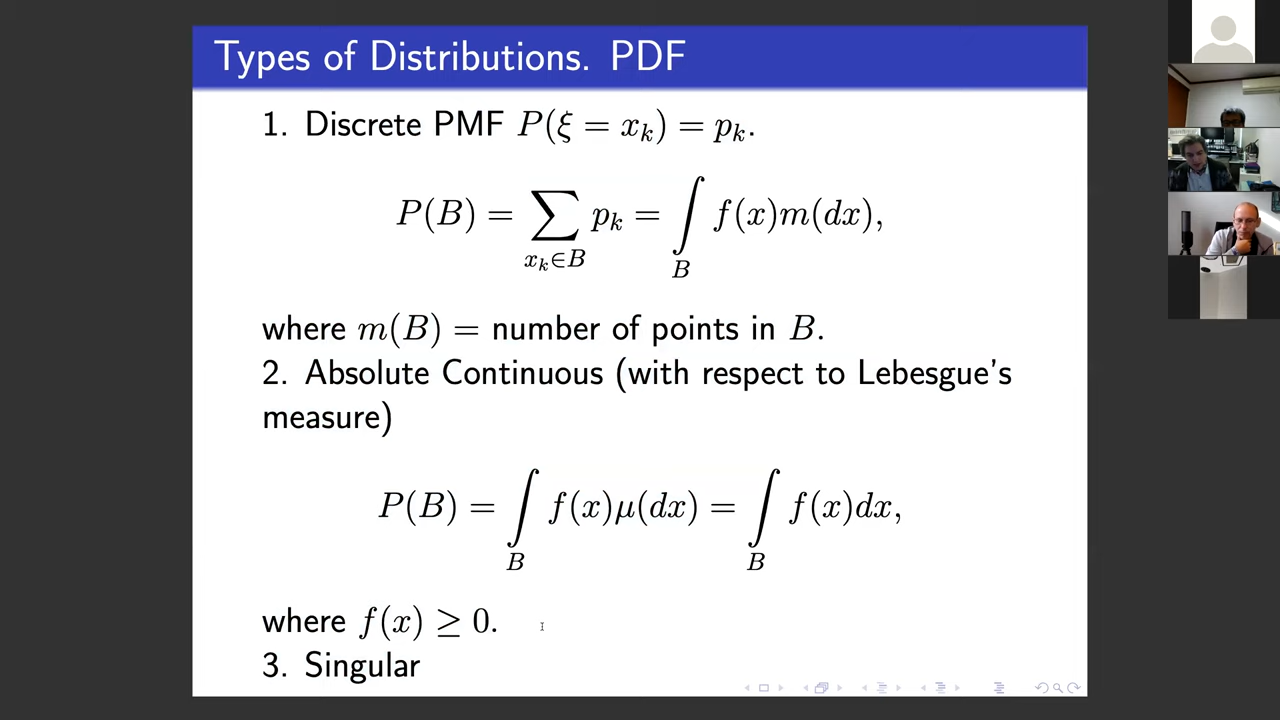 Types of Distributions. PDF
1. Discrete PMF P(ξ = x_k) = p_k.
P(B) = ∑_{x_k∈B} p_k = ∫_B f(x)m(dx),
where m(B) = number of points in B.
2. Absolute Continuous (with respect to Lebesgue's
measure)
P(B) = ∫_B f(x)μ(dx) = ∫_B f(x)dx,
where f(x) ≥ 0.
3. Singular